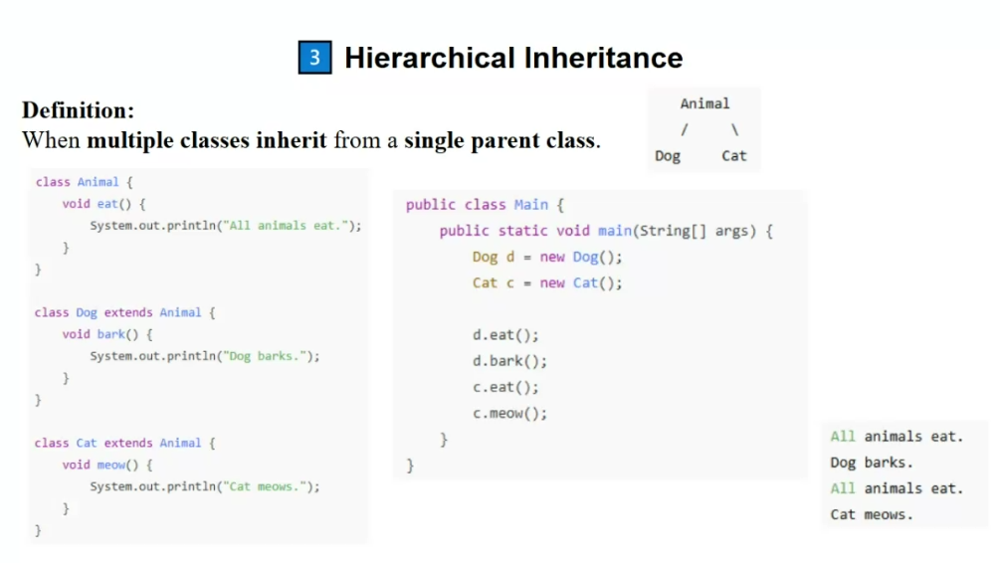 3 Hierarchical Inheritance
Definition:
When multiple classes inherit from a single parent class.
Animal
/ \
Dog Cat
class Animal {
void eat() {
System.out.println("All animals eat.");
}
}
class Dog extends Animal {
void bark() {
System.out.println("Dog barks.");
}
}
class Cat extends Animal {
void meow() {
System.out.println("Cat meows.");
}
}
public class Main {
public static void main(String[] args) {
Dog d = new Dog();
Cat c = new Cat();
d.eat();
d.bark();
c.eat();
c.meow();
}
}
All animals eat.
Dog barks.
All animals eat.
Cat meows.